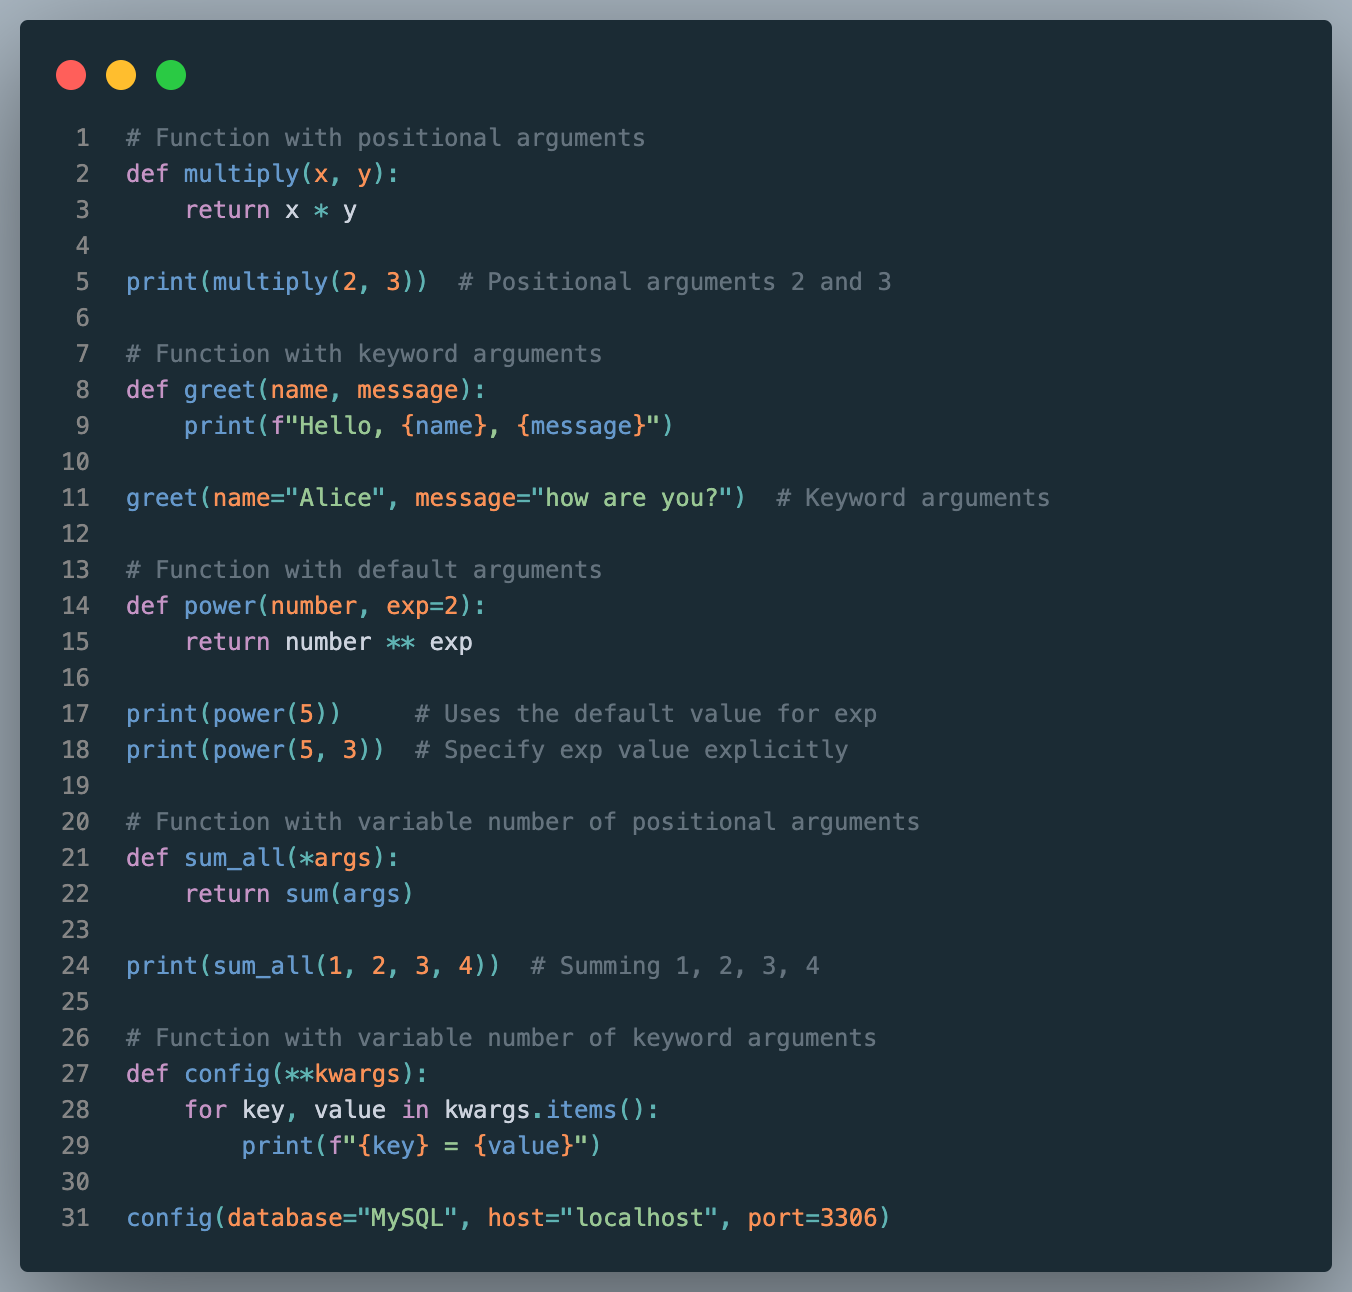 1 # Function with positional arguments
2 def multiply(x, y):
3     return x * y
4
5 print(multiply(2, 3))  # Positional arguments 2 and 3
6
7 # Function with keyword arguments
8 def greet(name, message):
9     print(f"Hello, {name}, {message}")
10
11 greet(name="Alice", message="how are you?")  # Keyword arguments
12
13 # Function with default arguments
14 def power(number, exp=2):
15     return number ** exp
16
17 print(power(5))     # Uses the default value for exp
18 print(power(5, 3))  # Specify exp value explicitly
19
20 # Function with variable number of positional arguments
21 def sum_all(*args):
22     return sum(args)
23
24 print(sum_all(1, 2, 3, 4))  # Summing 1, 2, 3, 4
25
26 # Function with variable number of keyword arguments
27 def config(**kwargs):
28     for key, value in kwargs.items():
29         print(f"{key} = {value}")
30
31 config(database="MySQL", host="localhost", port=3306)